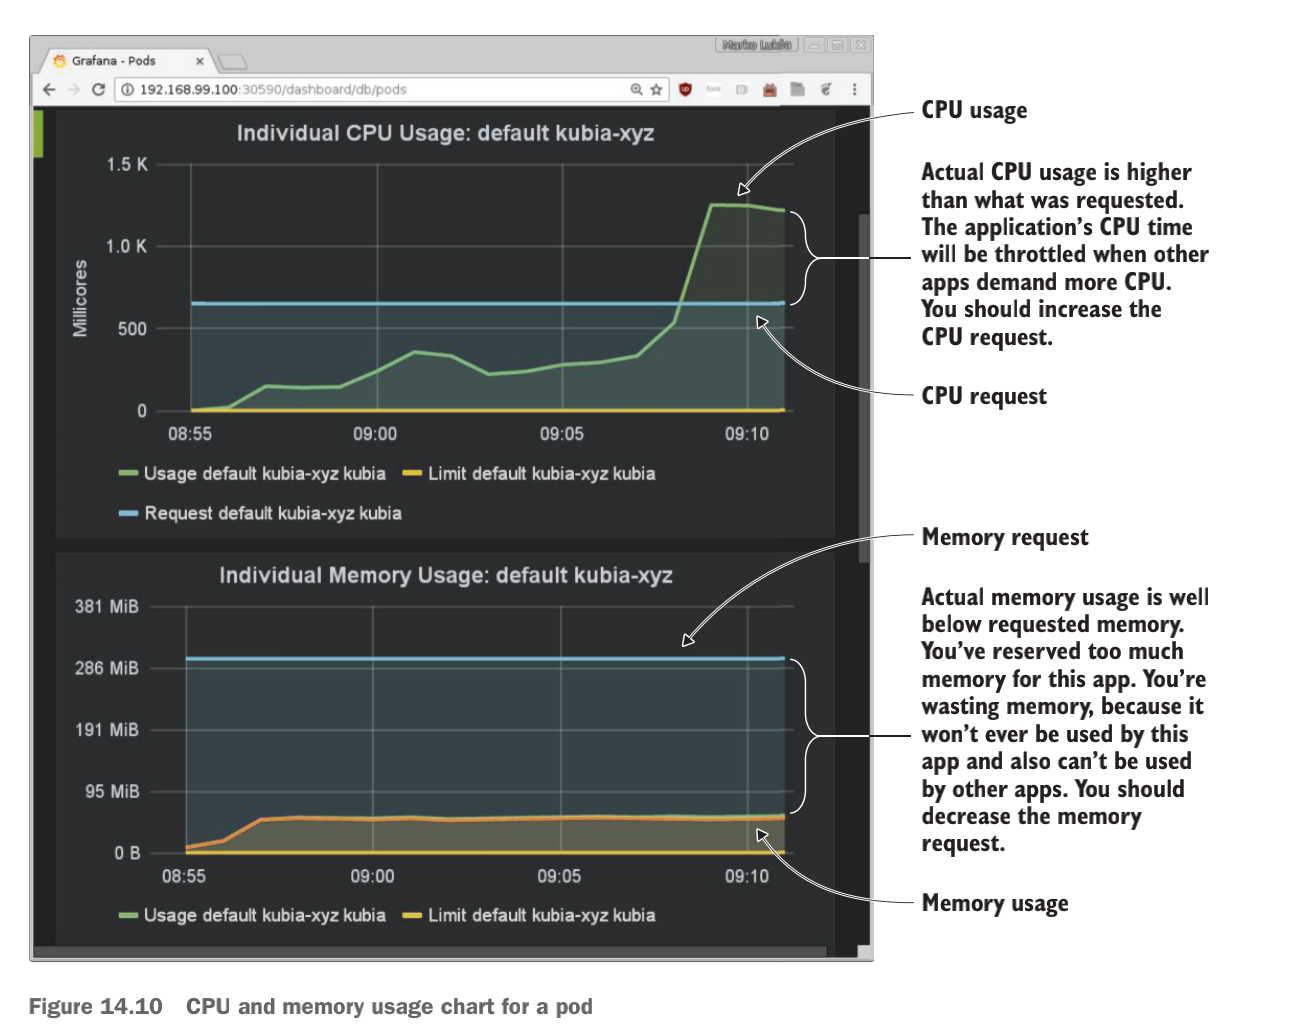 Marko Lukša
Grafana - Pods
192.168.99.100:30590/dashboard/db/pods
Individual CPU Usage: default kubia-xyz
1.5 K
1.0 K
500
0
Millicores
08:55 09:00 09:05 09:10
Usage default kubia-xyz kubia Limit default kubia-xyz kubia
Request default kubia-xyz kubia
Individual Memory Usage: default kubia-xyz
381 MiB
286 MiB
191 MiB
95 MiB
0 B
08:55 09:00 09:05 09:10
Usage default kubia-xyz kubia Limit default kubia-xyz kubia
CPU usage
Actual CPU usage is higher
than what was requested.
The application’s CPU time
will be throttled when other
apps demand more CPU.
You should increase the
CPU request.
CPU request
Memory request
Actual memory usage is well
below requested memory.
You’ve reserved too much
memory for this app. You’re
wasting memory, because it
won’t ever be used by this
app and also can’t be used
by other apps. You should
decrease the memory
request.
Memory usage
Figure 14.10 CPU and memory usage chart for a pod